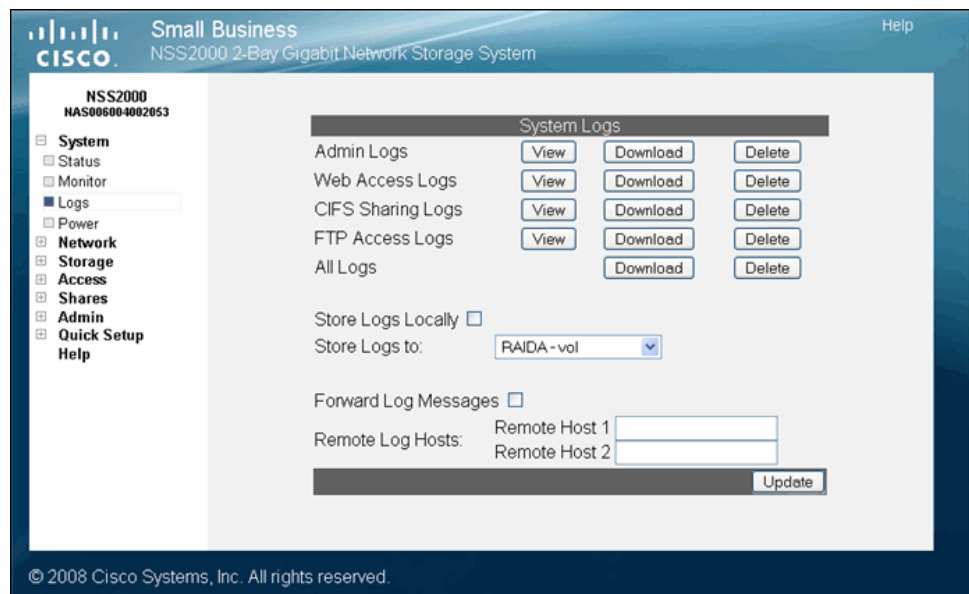 Small Business
Help
CISCO.
NSS2000 2-Bay Gigabit Network Storage System
NSS2000
NAS006004002053
System
Status
Monitor
Logs
Power
Network
Storage
Access
Shares
Admin
Quick Setup
Help
System Logs
Admin Logs View Download Delete
Web Access Logs View Download Delete
CIFS Sharing Logs View Download Delete
FTP Access Logs View Download Delete
All Logs Download Delete
Store Logs Locally
Store Logs to: RAIDA-vol
Forward Log Messages
Remote Log Hosts:
Remote Host 1
Remote Host 2
Update
© 2008 Cisco Systems, Inc. All rights reserved.